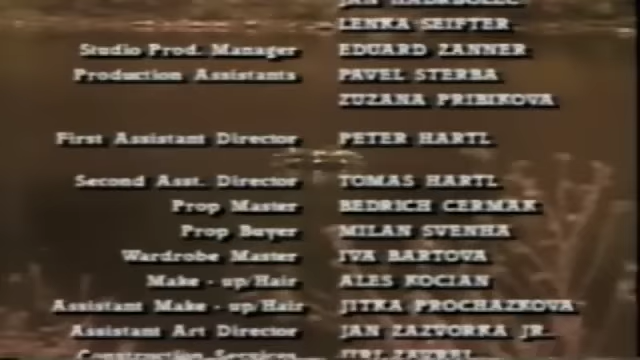 LENKA SEIFTER
Studio Prod. Manager EDUARD ZANNER
Production Assistants PAVEL STERBA
ZUZANA PRIBIKOVA
First Assistant Director PETER HARTL
Second Asst. Director TOMAS HARTL
Prop Master BEDRICH CERMAK
Prop Buyer MILAN SVENHA
Wardrobe Master IVA BARTOVA
Make - up/Hair ALES KOCIAN
Assistant Make - up/Hair JITKA PROCHAZKOVA
Assistant Art Director JAN ZAZVORKA JR.
Construction Services